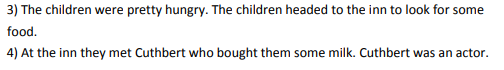 3) The children were pretty hungry. The children headed to the inn to look for some
food.
4) At the inn they met Cuthbert who bought them some milk. Cuthbert was an actor.